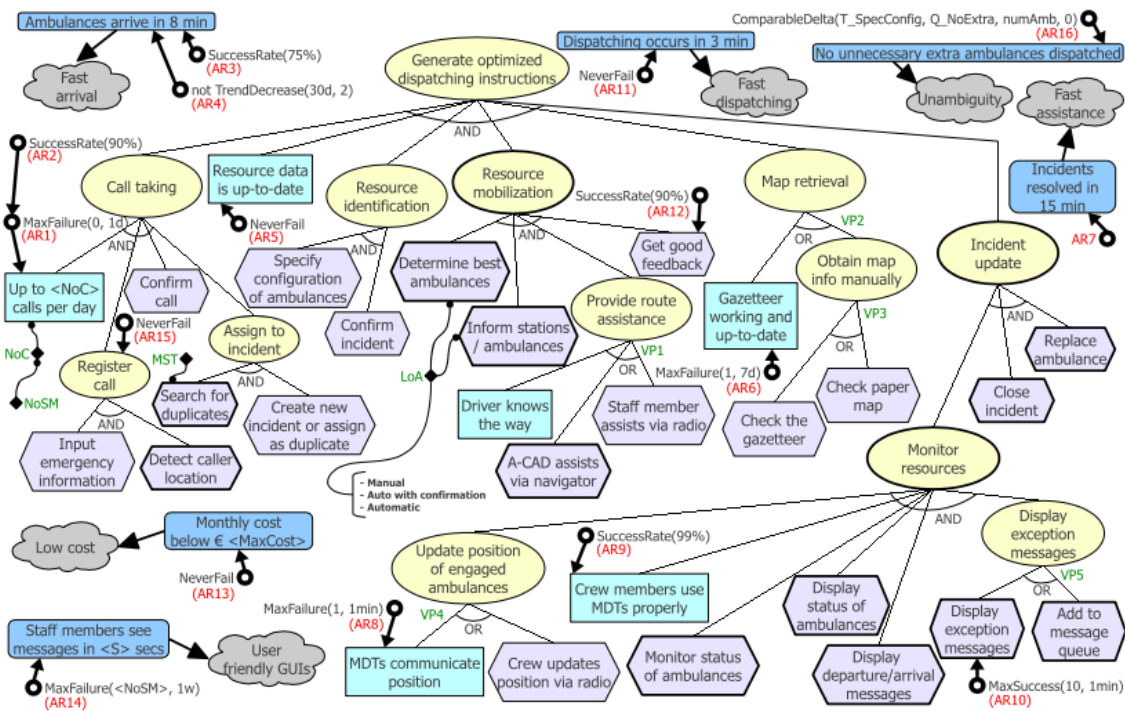 Ambulances arrive in 8 min
SuccessRate(75%)
(AR3)
not TrendDecrease(30d, 2)
(AR4)
Fast
arrival
Generate optimized
dispatching instructions
AND
Dispatching occurs in 3 min
NeverFail
(AR11)
Fast
dispatching
ComparableDelta(T_SpecConfig, Q_NoExtra, numAmb, 0)
(AR16)
No unnecessary extra ambulances dispatched
Unambiguity
Fast
assistance
Incidents
resolved in
15 min
AR7
SuccessRate(90%)
(AR2)
MaxFailure(0, 1d)
(AR1)
Call taking
AND
Up to <NoC>
calls per day
NoC
NoSM
Confirm
call
NeverFail
(AR15)
Register
call
AND
Input
emergency
information
Detect caller
location
Assign to
incident
AND
MST
Search for
duplicates
Create new
incident or assign
as duplicate
Resource data
is up-to-date
NeverFail
(AR5)
Resource
identification
AND
Specify
configuration
of ambulances
Confirm
incident
Resource
mobilization
AND
SuccessRate(90%)
(AR12)
Get good
feedback
Determine best
ambulances
Inform stations
/ ambulances
LoA
- Manual
- Auto with confirmation
- Automatic
Provide route
assistance
VP1
OR
Driver knows
the way
A-CAD assists
via navigator
Staff member
assists via radio
Map retrieval
VP2
OR
Gazetteer
working and
up-to-date
MaxFailure(1, 7d)
(AR6)
Obtain map
info manually
VP3
OR
Check the
gazetteer
Check paper
map
Incident
update
AND
Replace
ambulance
Close
incident
Monitor
resources
AND
Update position
of engaged
ambulances
VP4
OR
MaxFailure(1, 1min)
(AR8)
MDTs communicate
position
Crew updates
position via radio
SuccessRate(99%)
(AR9)
Crew members use
MDTs properly
Monitor status
of ambulances
Display
status of
ambulances
Display
departure/arrival
messages
Display
exception
messages
VP5
OR
Display
exception
messages
Add to
message
queue
MaxSuccess(10, 1min)
(AR10)
Low cost
Monthly cost
below € <MaxCost>
NeverFail
(AR13)
Staff members see
messages in <S> secs
User
friendly GUIs
MaxFailure(<NoSM>, 1w)
(AR14)